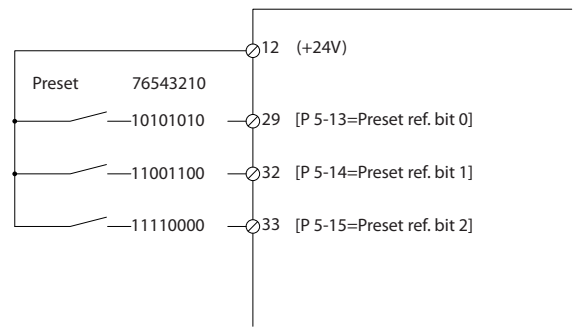 12 (+24V)
Preset 76543210
10101010 29 [P 5-13=Preset ref. bit 0]
11001100 32 [P 5-14=Preset ref. bit 1]
11110000 33 [P 5-15=Preset ref. bit 2]